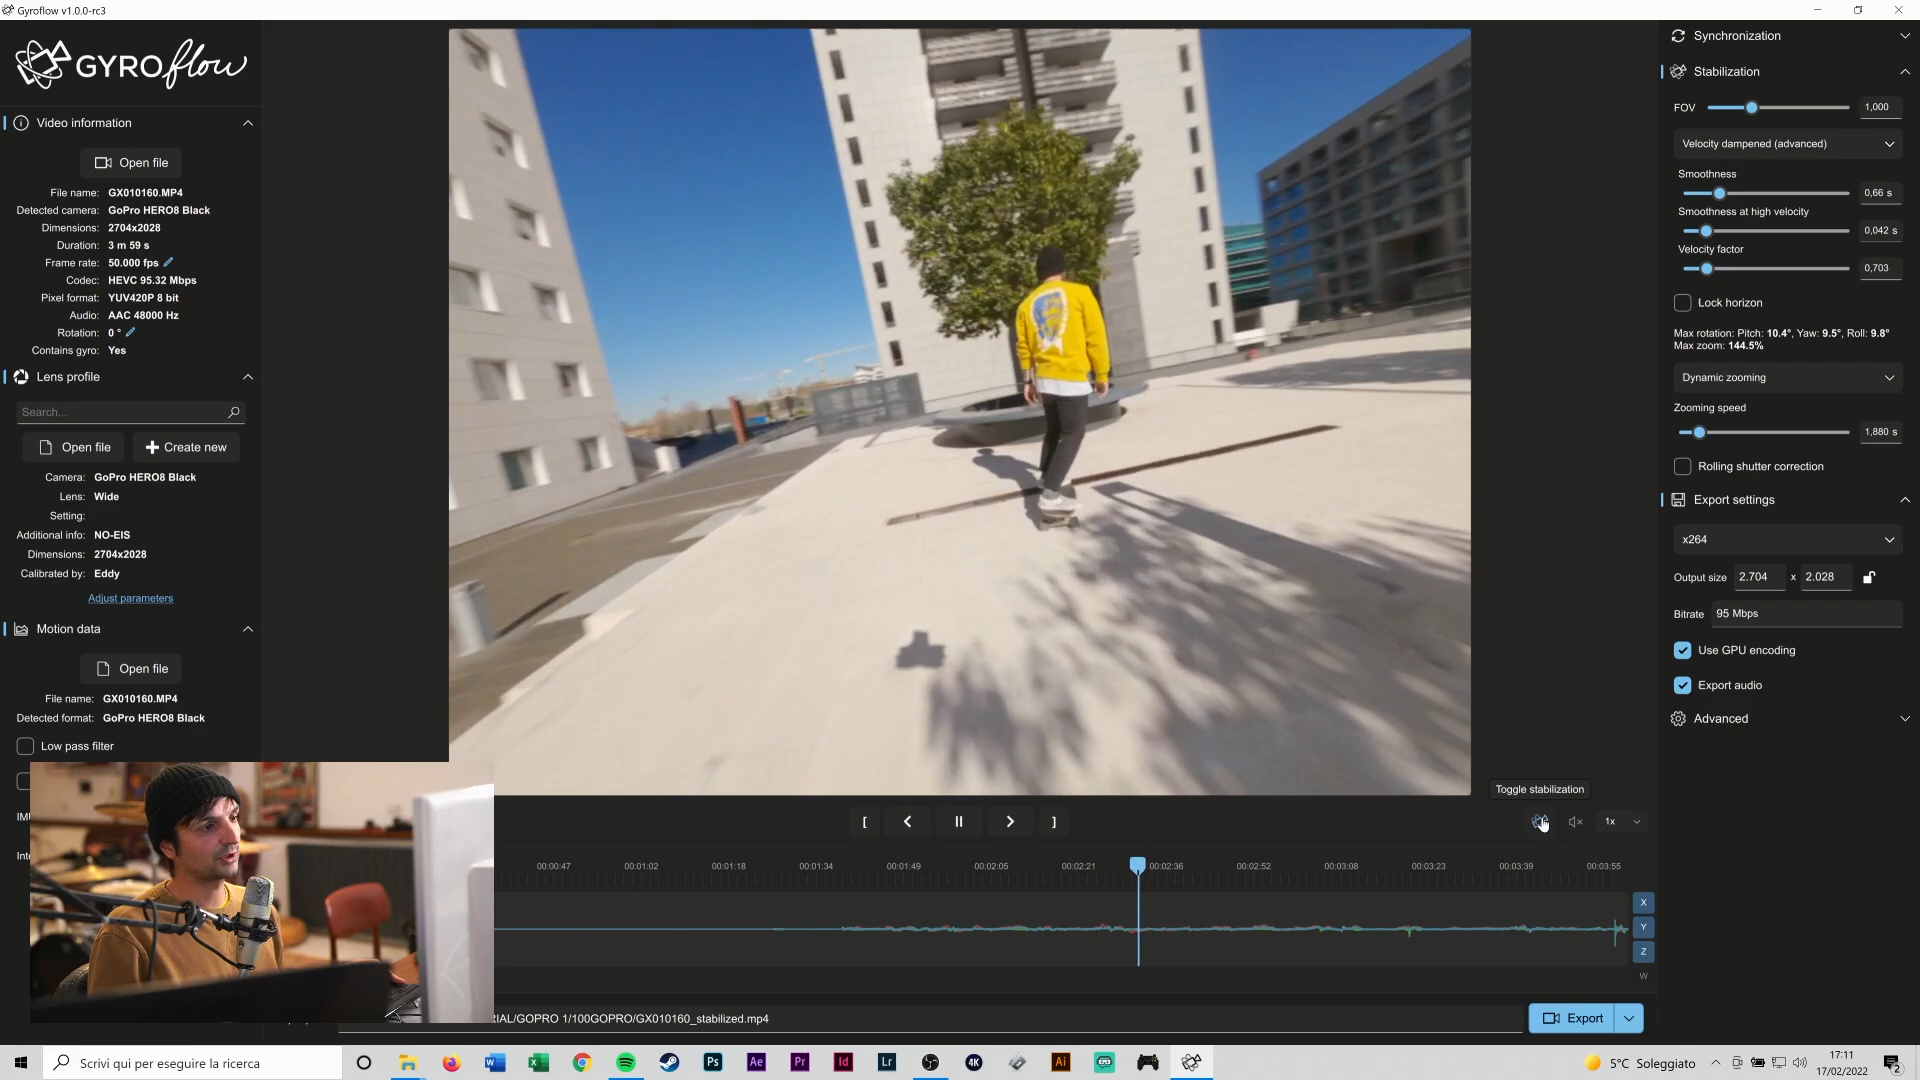 Gyroflow v1.0.0-rc3
GYROflow
Video information
Open file
File name: GX010160.MP4
Detected camera: GoPro HERO8 Black
Dimensions: 2704x2028
Duration: 3 m 59 s
Frame rate: 50.000 fps
Codec: HEVC 95.32 Mbps
Pixel format: YUV420P 8 bit
Audio: AAC 48000 Hz
Rotation: 0 °
Contains gyro: Yes
Lens profile
Search...
Open file
Create new
Camera: GoPro HERO8 Black
Lens: Wide
Setting:
Additional info: NO-EIS
Dimensions: 2704x2028
Calibrated by: Eddy
Adjust parameters
Motion data
Open file
File name: GX010160.MP4
Detected format: GoPro HERO8 Black
Low pass filter
Toggle stabilization
[
]
1x
00:00:47 00:01:02 00:01:18 00:01:34 00:01:49 00:02:05 00:02:21 00:02:36 00:02:52 00:03:08 00:03:23 00:03:39 00:03:55
X
Y
Z
W
RIAL/GOPRO 1/100GOPRO/GX010160_stabilized.mp4
Export
Synchronization
Stabilization
FOV 1,000
Velocity dampened (advanced)
Smoothness
0,66 s
Smoothness at high velocity
0,042 s
Velocity factor
0,703
Lock horizon
Max rotation: Pitch: 10.4°, Yaw: 9.5°, Roll: 9.8°
Max zoom: 144.5%
Dynamic zooming
Zooming speed
1,880 s
Rolling shutter correction
Export settings
x264
Output size 2.704 x 2.028
Bitrate 95 Mbps
Use GPU encoding
Export audio
Advanced
Scrivi qui per eseguire la ricerca
W
X
Ps
Ae
Pr
Id
Lr
4K
Ai
5°C Soleggiato
17:11
17/02/2022
2